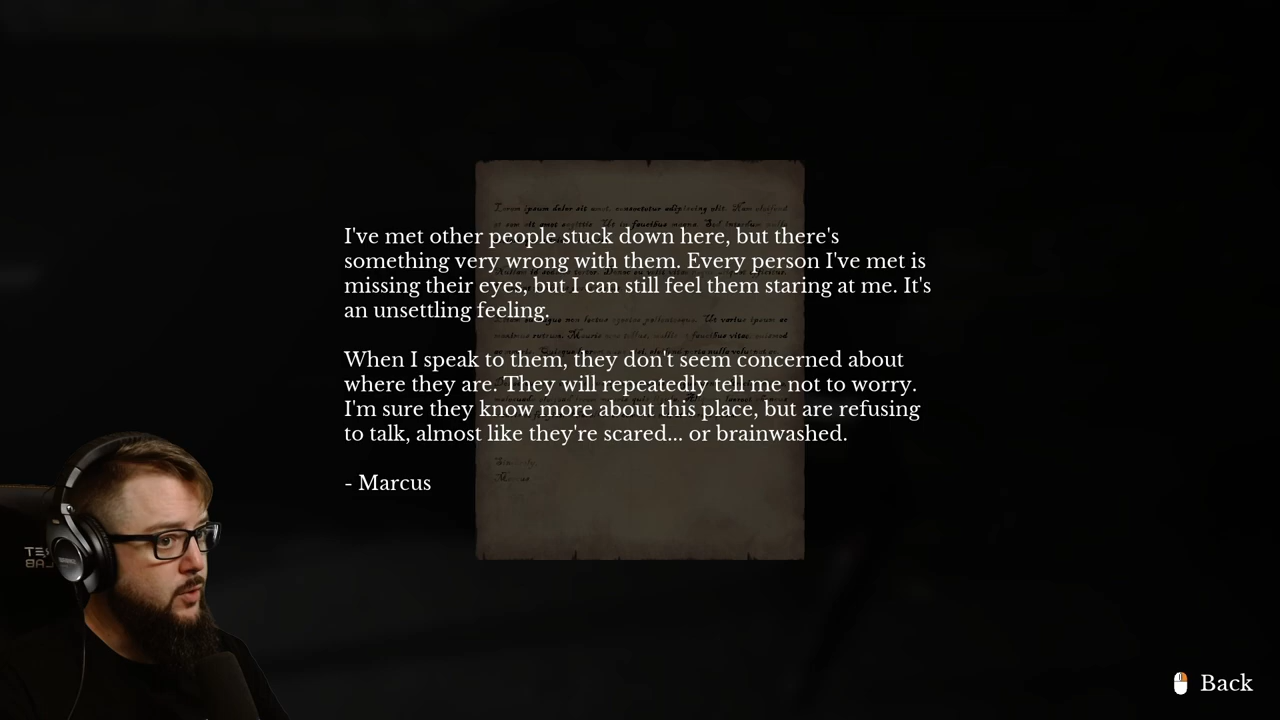 I've met other people stuck down here, but there's
something very wrong with them. Every person I've met is
missing their eyes, but I can still feel them staring at me. It's
an unsettling feeling.
When I speak to them, they don't seem concerned about
where they are. They will repeatedly tell me not to worry.
I'm sure they know more about this place, but are refusing
to talk, almost like they're scared... or brainwashed.
- Marcus
Back